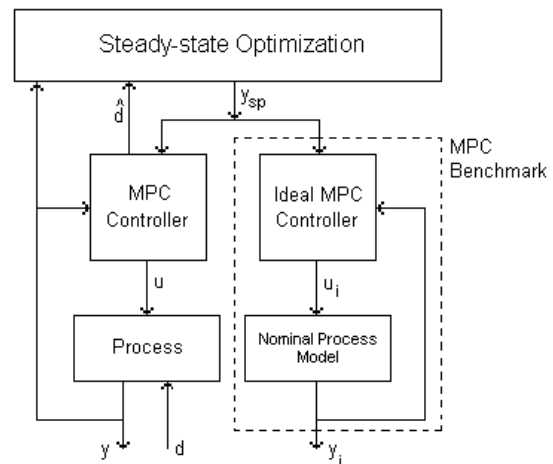 Steady-state Optimization
d̂
y_sp
MPC
Benchmark
MPC
Controller
Ideal MPC
Controller
u
u_i
Process
Nominal Process
Model
y
d
y_i